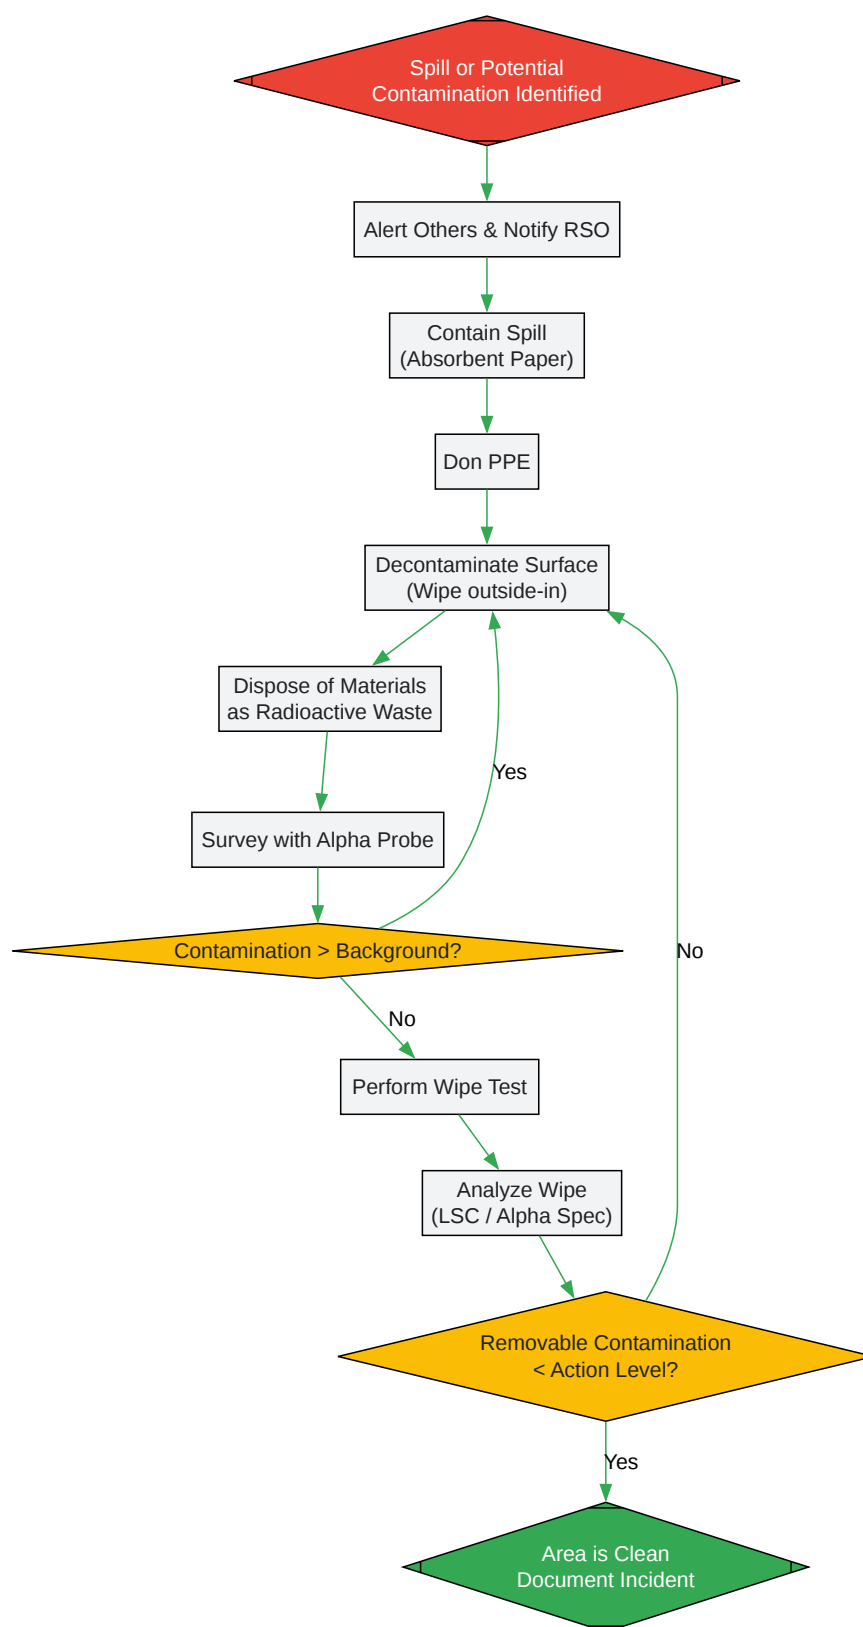 Spill or Potential
Contamination Identified
Alert Others & Notify RSO
Contain Spill
(Absorbent Paper)
Don PPE
Decontaminate Surface
(Wipe outside-in)
Dispose of Materials
as Radioactive Waste
Yes
Survey with Alpha Probe
Contamination > Background?
No
No
Perform Wipe Test
Analyze Wipe
(LSC / Alpha Spec)
Removable Contamination
< Action Level?
Yes
Area is Clean
Document Incident